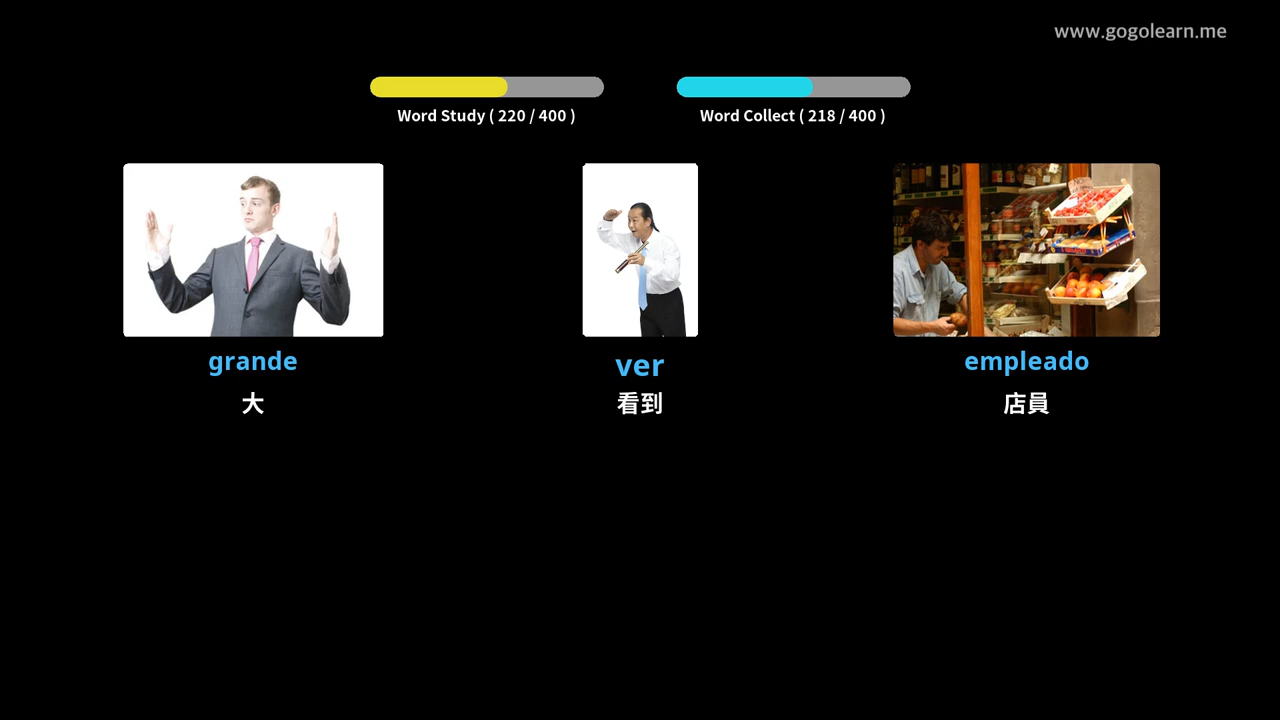 www.gogolearn.me
Word Study ( 220 / 400 )
Word Collect ( 218 / 400 )
grande
ver
empleado
大
看到
店員